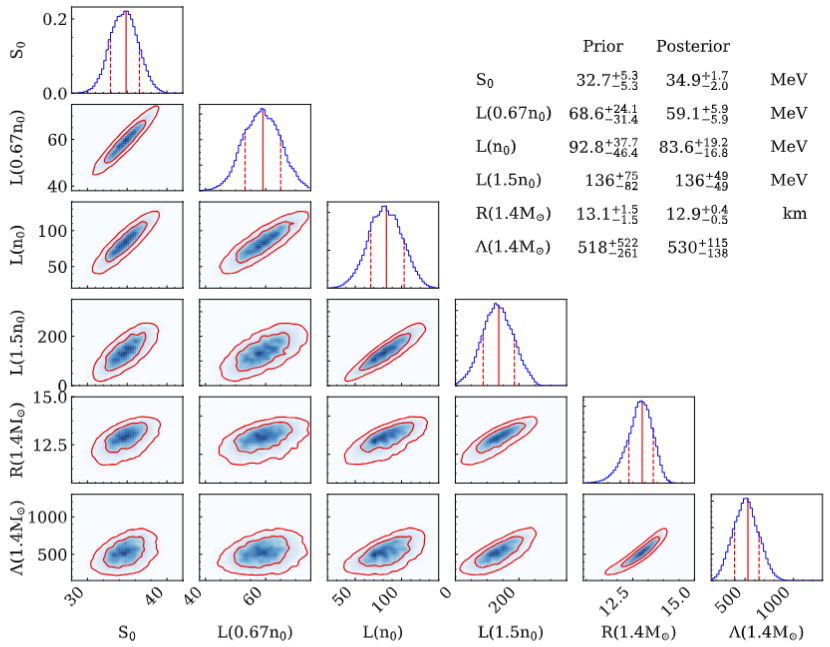 Prior Posterior
S₀ 32.7⁺⁵·³₋₅.₃ 34.9⁺¹·⁷₋₂.₀ MeV
L(0.67n₀) 68.6⁺²⁴·¹₋₃₁.₄ 59.1⁺⁵·⁹₋₅.₉ MeV
L(n₀) 92.8⁺³⁷·⁷₋₄₆.₄ 83.6⁺¹⁹·²₋₁₆.₈ MeV
L(1.5n₀) 136⁺⁷⁵₋₈₂ 136⁺⁴⁹₋₄₉ MeV
R(1.4M⊙) 13.1⁺¹·⁵₋₁.₅ 12.9⁺⁰·⁴₋₀.₅ km
Λ(1.4M⊙) 518⁺⁵²²₋₂₆₁ 530⁺¹¹⁵₋₁₃₈
S₀
0.2
0.0
L(0.67n₀)
60
40
L(n₀)
100
50
L(1.5n₀)
200
0
R(1.4M⊙)
15.0
12.5
Λ(1.4M⊙)
1000
500
30 40 40 60 50 100 0 200 12.5 15.0 500 1000
S₀ L(0.67n₀) L(n₀) L(1.5n₀) R(1.4M⊙) Λ(1.4M⊙)